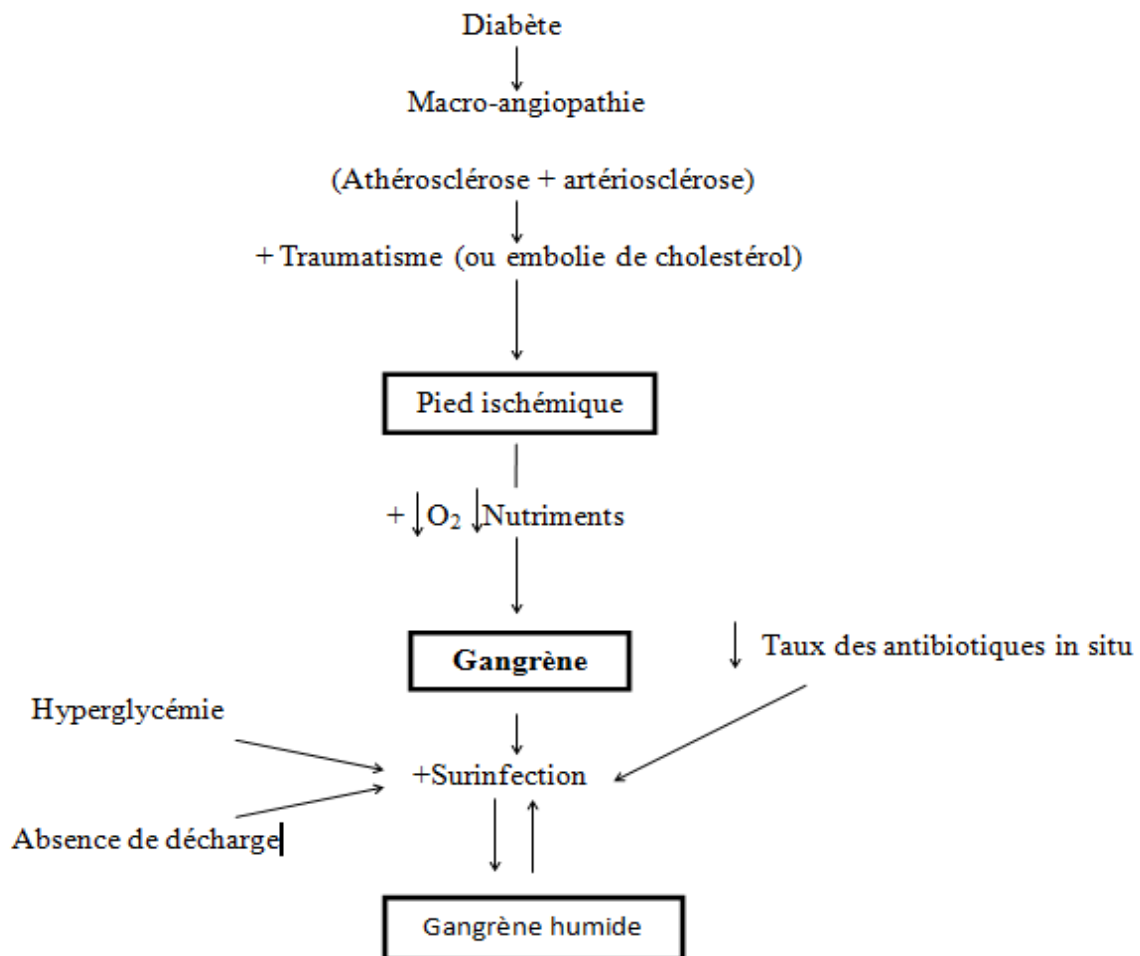 Diabète
Macro-angiopathie
(Athérosclérose + artériosclérose)
+ Traumatisme (ou embolie de cholestérol)
Pied ischémique
+ ↓O₂ ↓Nutriments
Gangrène
↓ Taux des antibiotiques in situ
Hyperglycémie
+Surinfection
Absence de décharge
Gangrène humide